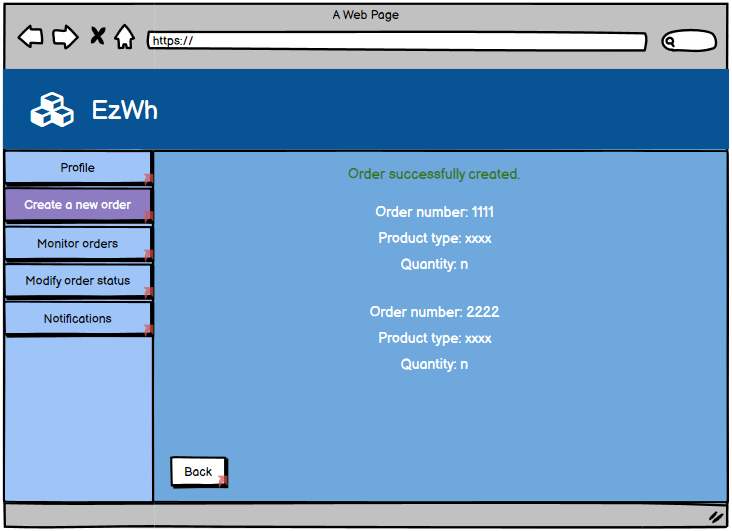 A Web Page
https://
EzWh
Profile
Create a new order
Monitor orders
Modify order status
Notifications
Order successfully created.
Order number: 1111
Product type: xxxx
Quantity: n
Order number: 2222
Product type: xxxx
Quantity: n
Back